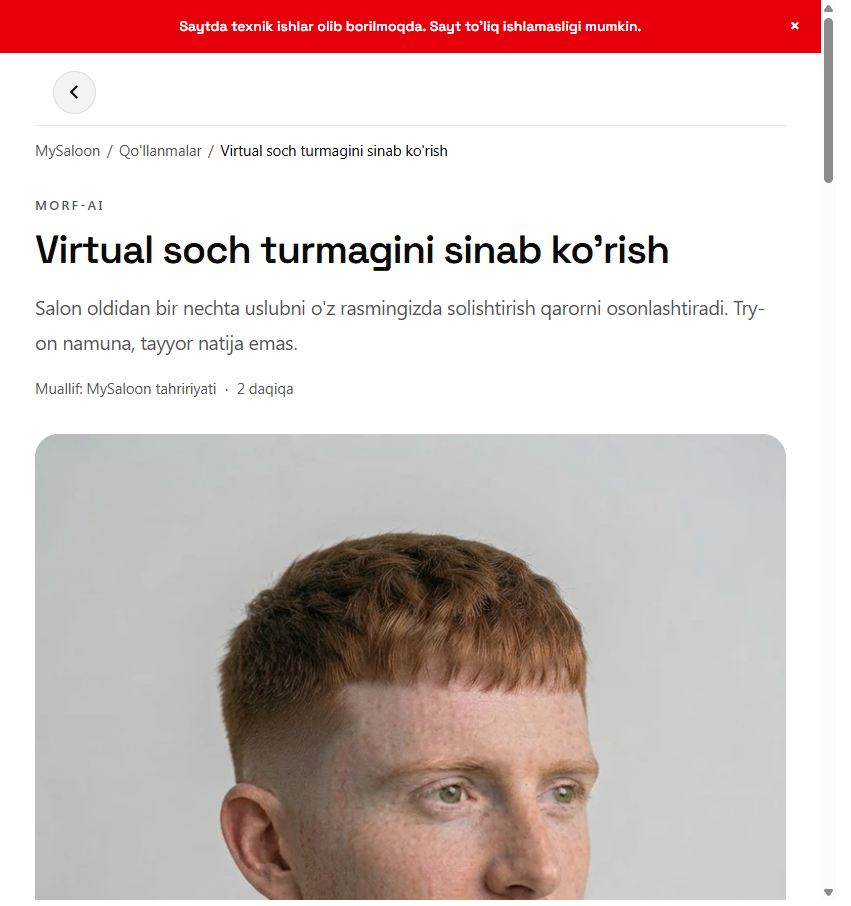 Saytda texnik ishlar olib borilmoqda. Sayt to’liq ishlamasligi mumkin.
MySaloon / Qo'llanmalar / Virtual soch turmagini sinab ko'rish
MORF-AI
Virtual soch turmagini sinab ko’rish
Salon oldidan bir nechta uslubni o'z rasmingizda solishtirish qarorni osonlashtiradi. Try-
on namuna, tayyor natija emas.
Muallif: MySaloon tahririyati · 2 daqiqa